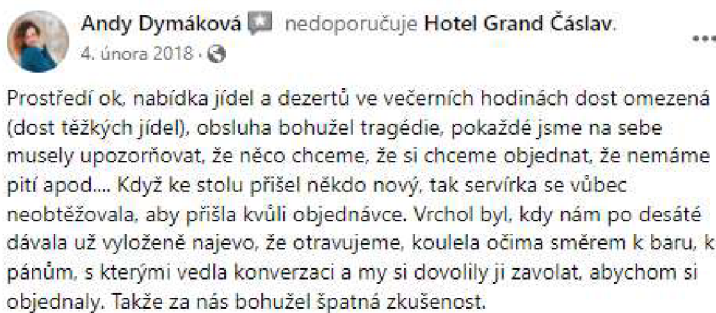 Andy Dymáková nedoporučuje Hotel Grand Čáslav.
4. února 2018 ·
Prostředí ok, nabídka jídel a dezertů ve večerních hodinách dost omezená
(dost těžkých jídel), obsluha bohužel tragédie, pokaždé jsme na sebe
musely upozorňovat, že něco chceme, že si chceme objednat, že nemáme
pití apod.... Když ke stolu přišel někdo nový, tak servírka se vůbec
neobtěžovala, aby přišla kvůli objednávce. Vrchol byl, kdy nám po desáté
dávala už vyloženě najevo, že otravujeme, koulela očima směrem k baru, k
pánům, s kterými vedla konverzaci a my si dovolily ji zavolat, abychom si
objednaly. Takže za nás bohužel špatná zkušenost.